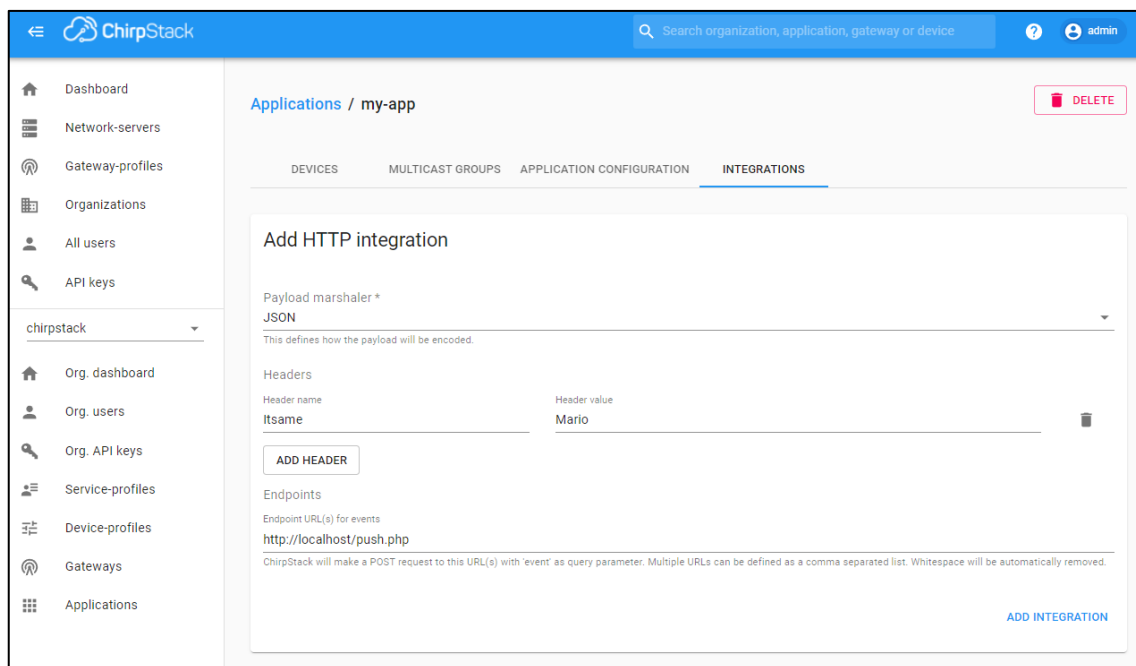 ChirpStack
Search organization, application, gateway or device
? admin
Dashboard
Network-servers
Gateway-profiles
Organizations
All users
API keys
chirpstack
Org. dashboard
Org. users
Org. API keys
Service-profiles
Device-profiles
Gateways
Applications
Applications / my-app
DELETE
DEVICES MULTICAST GROUPS APPLICATION CONFIGURATION INTEGRATIONS
Add HTTP integration
Payload marshaler *
JSON
This defines how the payload will be encoded.
Headers
Header name Header value
Itsame Mario
ADD HEADER
Endpoints
Endpoint URL(s) for events
http://localhost/push.php
ChirpStack will make a POST request to this URL(s) with 'event' as query parameter. Multiple URLs can be defined as a comma separated list. Whitespace will be automatically removed.
ADD INTEGRATION